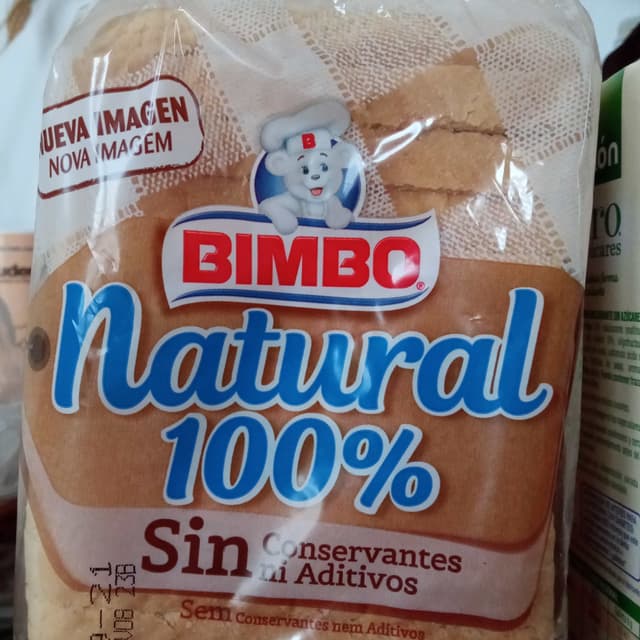 NUEVA IMAGEN
NOVA IMAGEM
B
BIMBO®
Natural
100%
Sin Conservantes
ni Aditivos
Sem Conservantes nem Aditivos